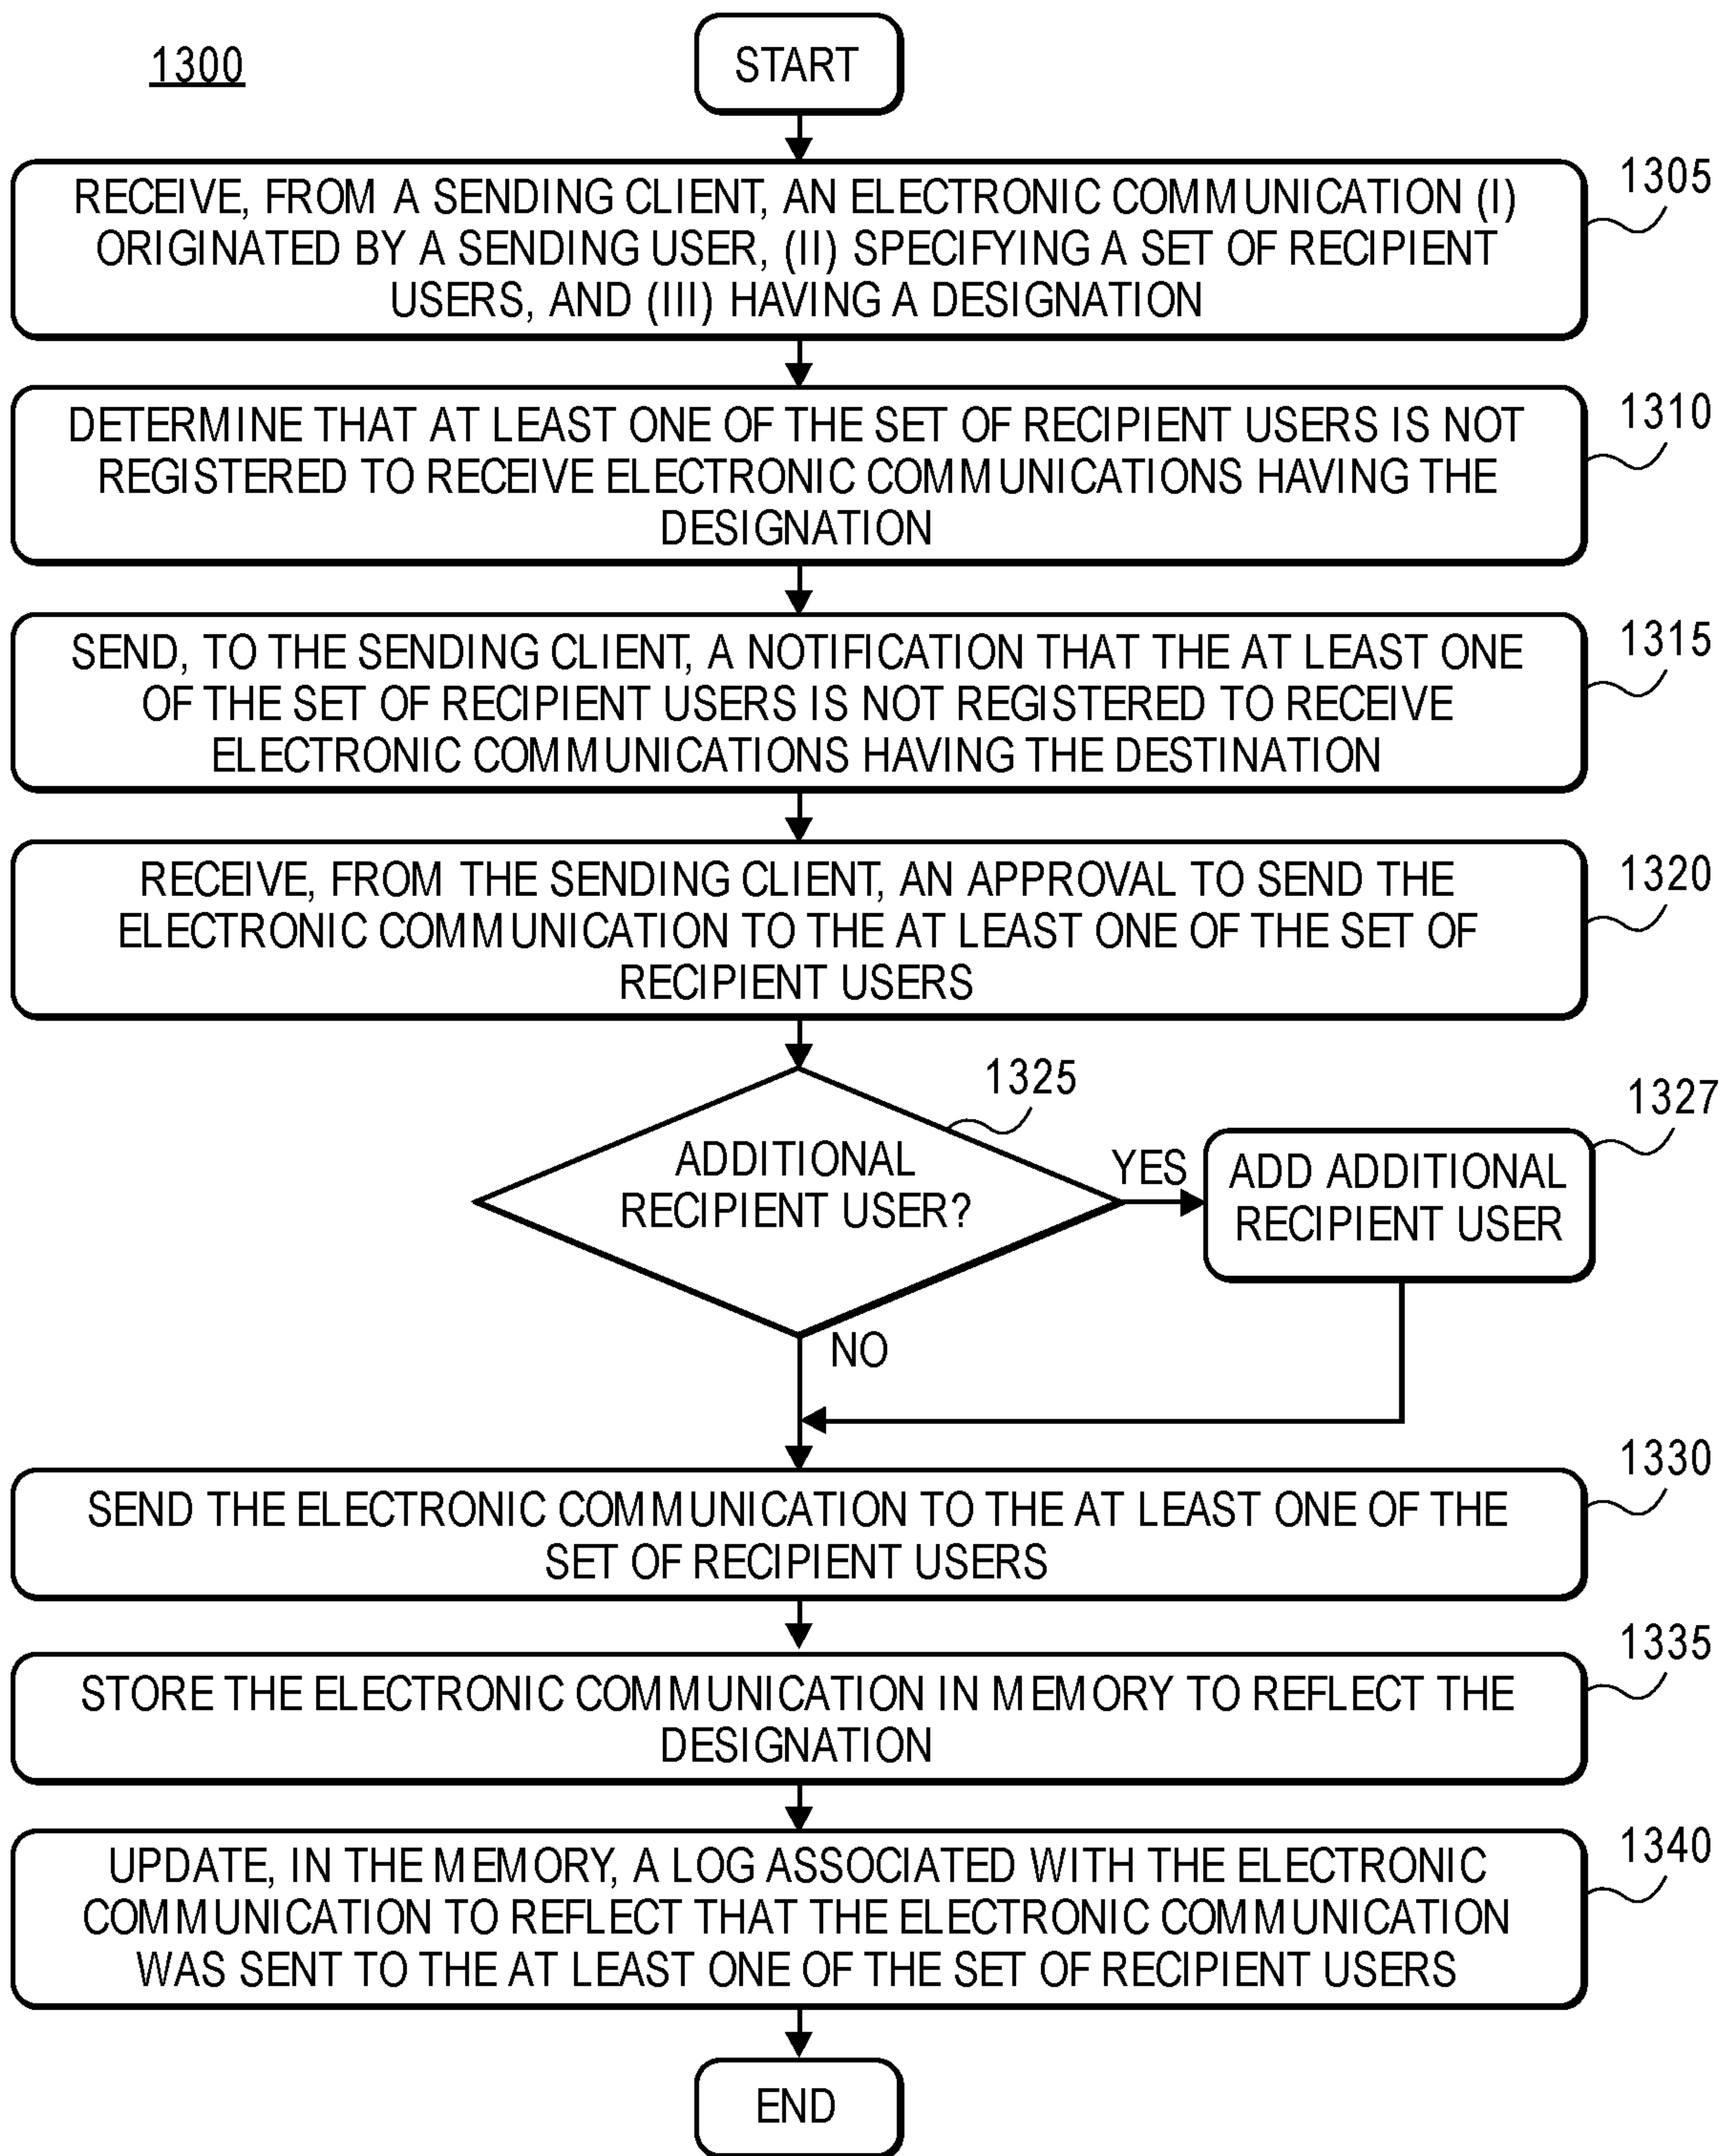 1300
START
1305
RECEIVE, FROM A SENDING CLIENT, AN ELECTRONIC COMMUNICATION (I)
ORIGINATED BY A SENDING USER, (II) SPECIFYING A SET OF RECIPIENT
USERS, AND (III) HAVING A DESIGNATION
1310
DETERMINE THAT AT LEAST ONE OF THE SET OF RECIPIENT USERS IS NOT
REGISTERED TO RECEIVE ELECTRONIC COMMUNICATIONS HAVING THE
DESIGNATION
1315
SEND, TO THE SENDING CLIENT, A NOTIFICATION THAT THE AT LEAST ONE
OF THE SET OF RECIPIENT USERS IS NOT REGISTERED TO RECEIVE
ELECTRONIC COMMUNICATIONS HAVING THE DESTINATION
1320
RECEIVE, FROM THE SENDING CLIENT, AN APPROVAL TO SEND THE
ELECTRONIC COMMUNICATION TO THE AT LEAST ONE OF THE SET OF
RECIPIENT USERS
1325
ADDITIONAL
RECIPIENT USER?
YES
1327
ADD ADDITIONAL
RECIPIENT USER
NO
1330
SEND THE ELECTRONIC COMMUNICATION TO THE AT LEAST ONE OF THE
SET OF RECIPIENT USERS
1335
STORE THE ELECTRONIC COMMUNICATION IN MEMORY TO REFLECT THE
DESIGNATION
1340
UPDATE, IN THE MEMORY, A LOG ASSOCIATED WITH THE ELECTRONIC
COMMUNICATION TO REFLECT THAT THE ELECTRONIC COMMUNICATION
WAS SENT TO THE AT LEAST ONE OF THE SET OF RECIPIENT USERS
END